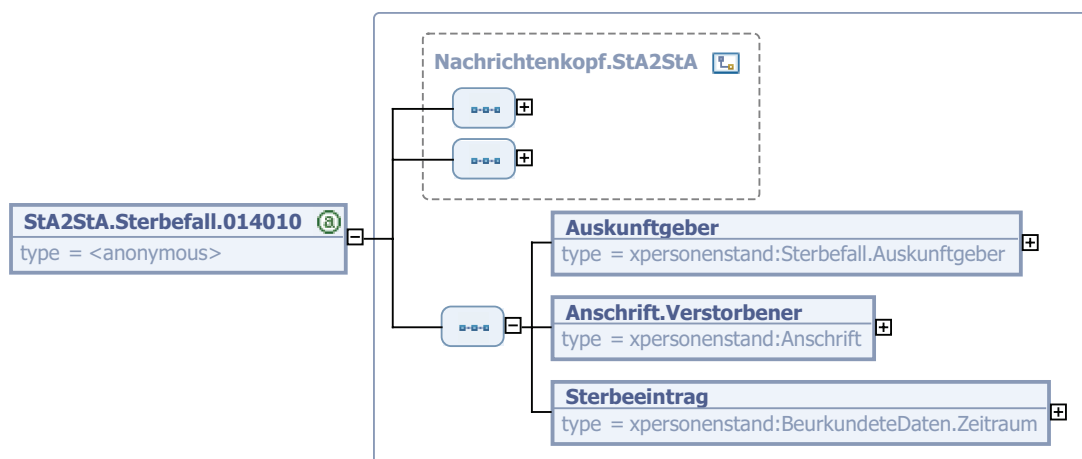 Nachrichtenkopf.StA2StA
StA2StA.Sterbefall.014010
type = <anonymous>
Auskunftgeber
type = xpersonenstand:Sterbefall.Auskunftgeber
Anschrift.Verstorbener
type = xpersonenstand:Anschrift
Sterbeeintrag
type = xpersonenstand:BeurkundeteDaten.Zeitraum